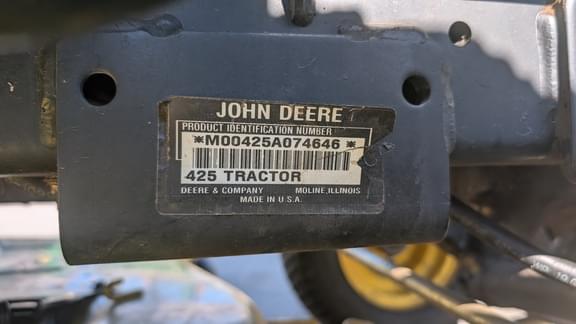 JOHN DEERE
PRODUCT IDENTIFICATION NUMBER
*M00425A074646*
425 TRACTOR
DEERE & COMPANY MOLINE, ILLINOIS
MADE IN U.S.A.